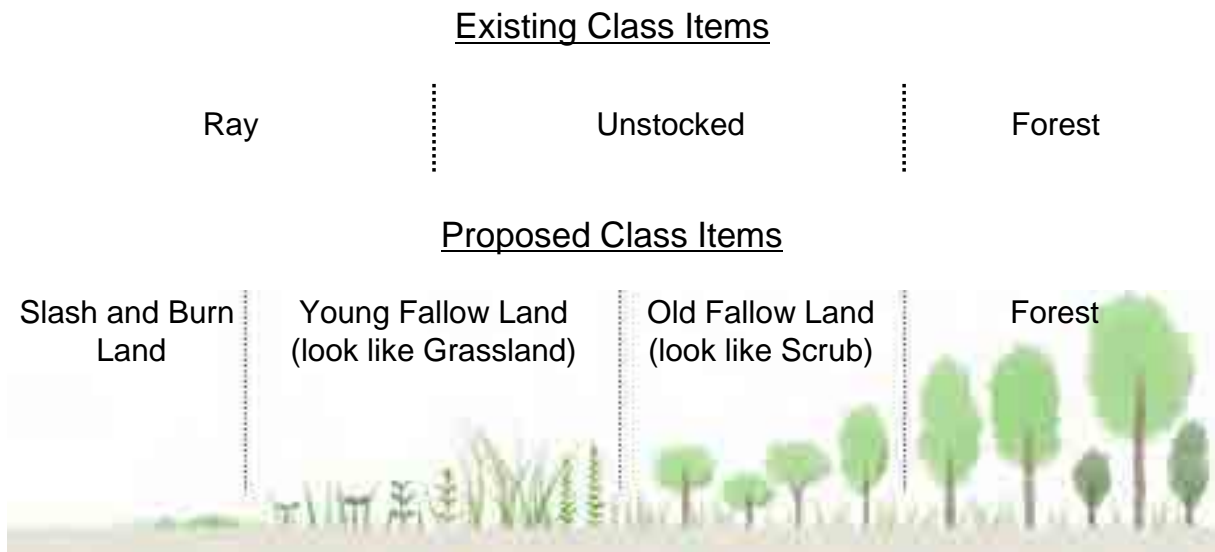 Existing Class Items
Ray
Unstocked
Forest
Proposed Class Items
Slash and Burn
Land
Young Fallow Land
(look like Grassland)
Old Fallow Land
(look like Scrub)
Forest